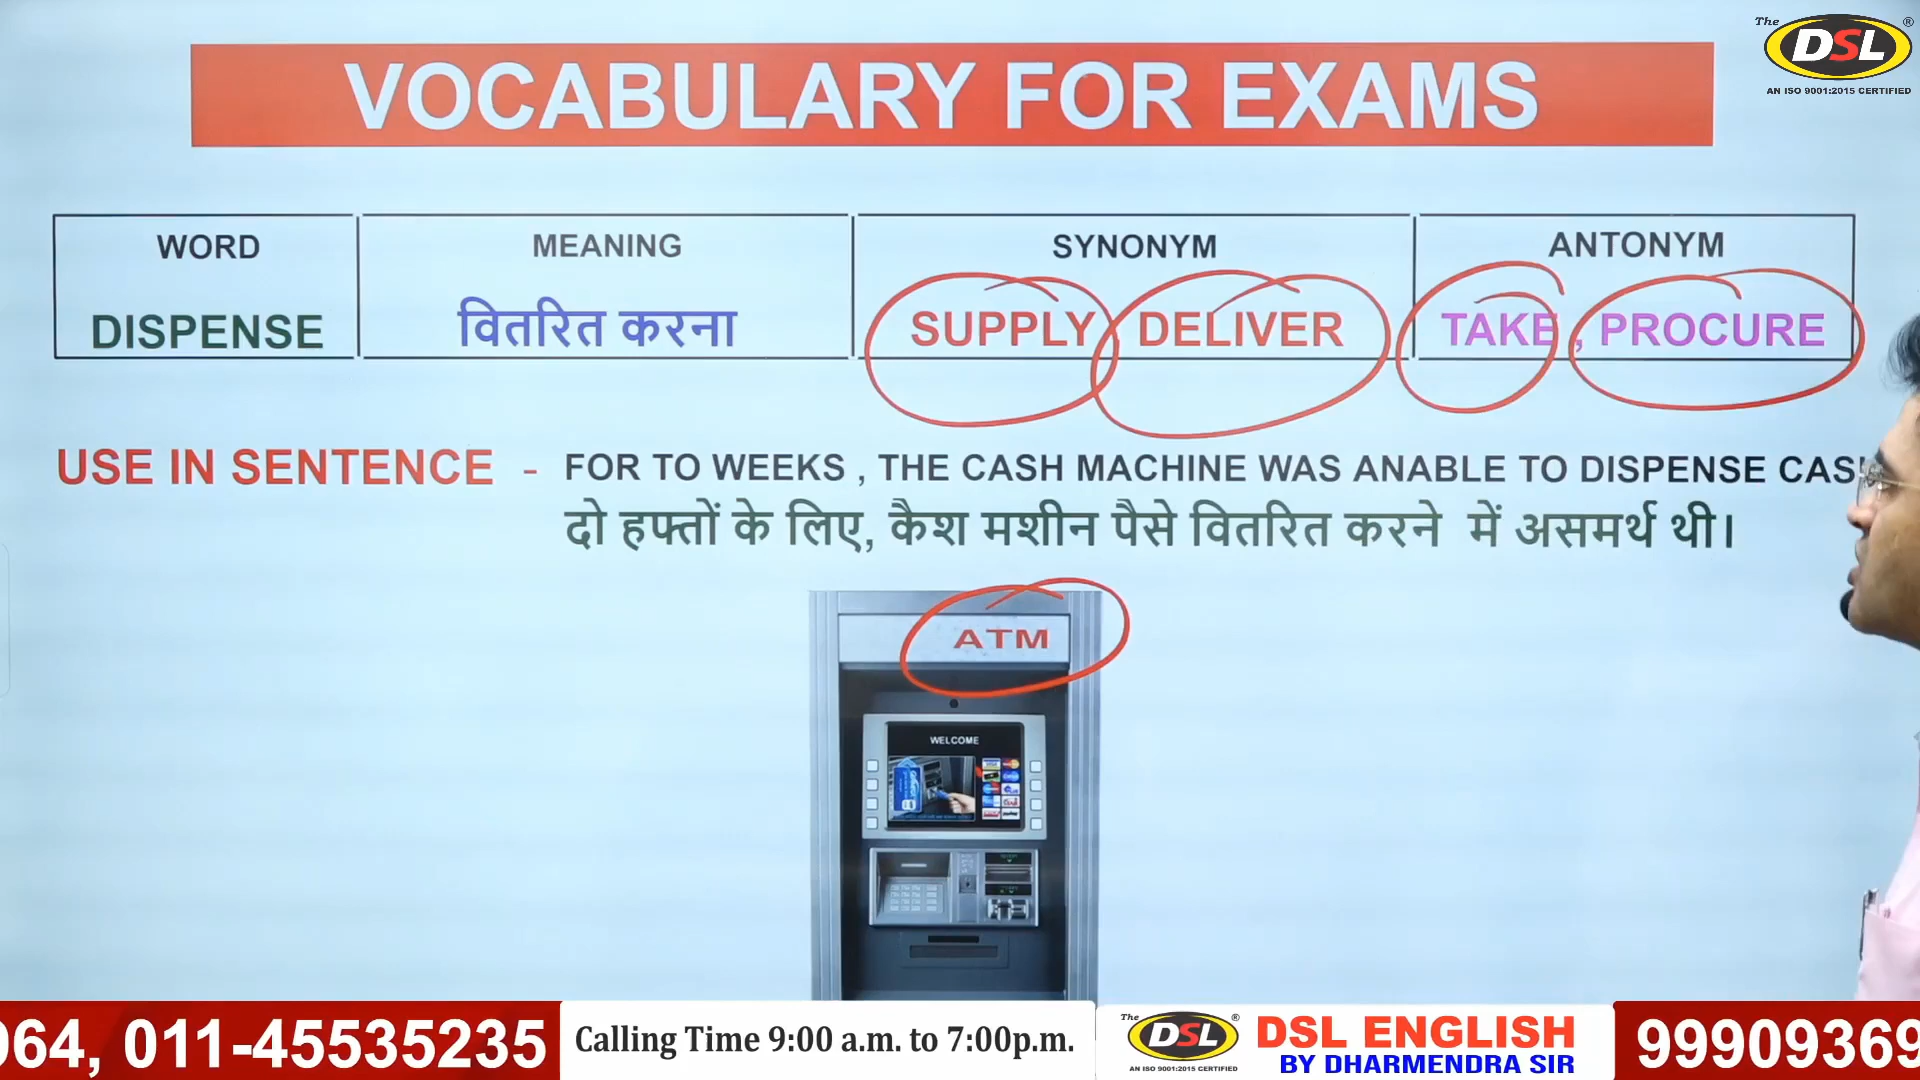 The DSL ®
AN ISO 9001:2015 CERTIFIED
VOCABULARY FOR EXAMS
WORD MEANING SYNONYM ANTONYM
DISPENSE वितरित करना SUPPLY DELIVER TAKE , PROCURE
USE IN SENTENCE - FOR TO WEEKS , THE CASH MACHINE WAS ANABLE TO DISPENSE CAS
दो हफ्तों के लिए, कैश मशीन पैसे वितरित करने में असमर्थ थी।
ATM
WELCOME
064, 011-45535235 Calling Time 9:00 a.m. to 7:00p.m. The DSL ® DSL ENGLISH 99909369
AN ISO 9001:2015 CERTIFIED BY DHARMENDRA SIR